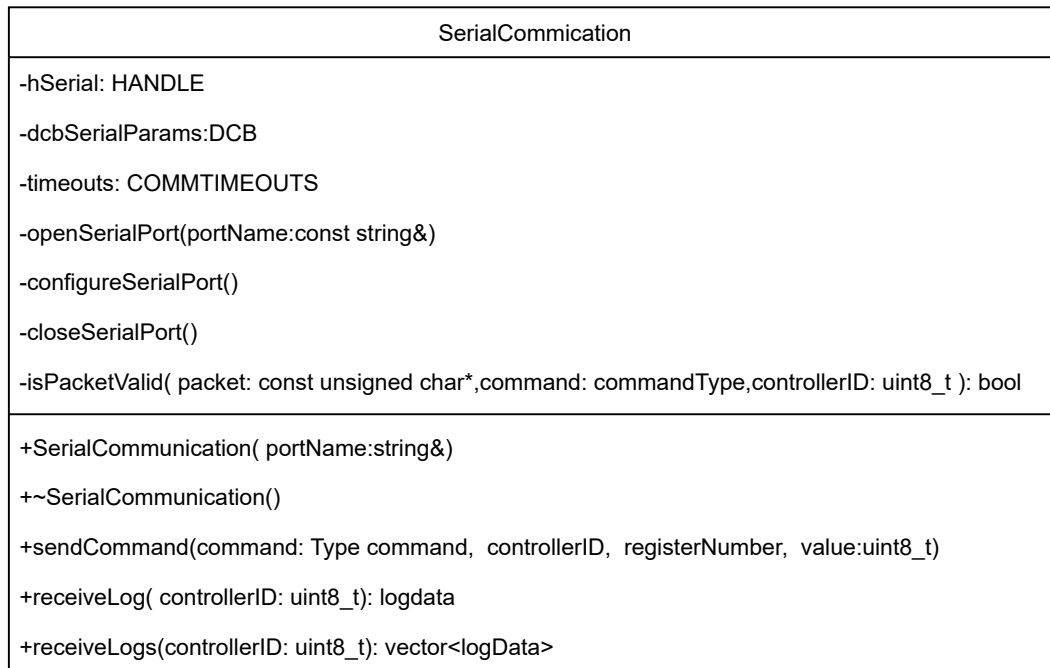 SerialCommication
-hSerial: HANDLE
-dcbSerialParams:DCB
-timeouts: COMMTIMEOUTS
-openSerialPort(portName:const string&)
-configureSerialPort()
-closeSerialPort()
-isPacketValid( packet: const unsigned char*,command: commandType,controllerID: uint8_t ): bool
+SerialCommunication( portName:string&)
+~SerialCommunication()
+sendCommand(command: Type command,  controllerID,  registerNumber,  value:uint8_t)
+receiveLog( controllerID: uint8_t): logdata
+receiveLogs(controllerID: uint8_t): vector<logData>